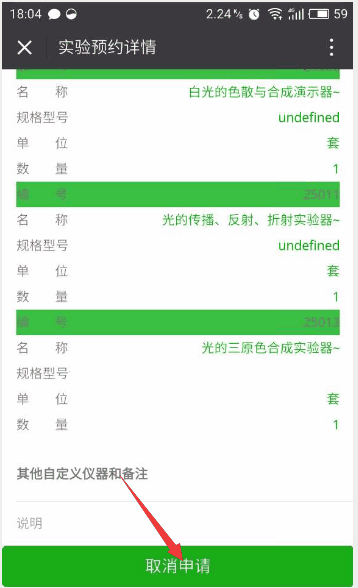 18:04 2.24 K/s 4G 59
实验预约详情
名 称 白光的色散与合成演示器~
规格型号 undefined
单 位 套
数 量 1
编 号 25011
名 称 光的传播、反射、折射实验器~
规格型号 undefined
单 位 套
数 量 1
编 号 25013
名 称 光的三原色合成实验器~
规格型号
单 位 套
数 量 1
其他自定义仪器和备注
说明
取消申请